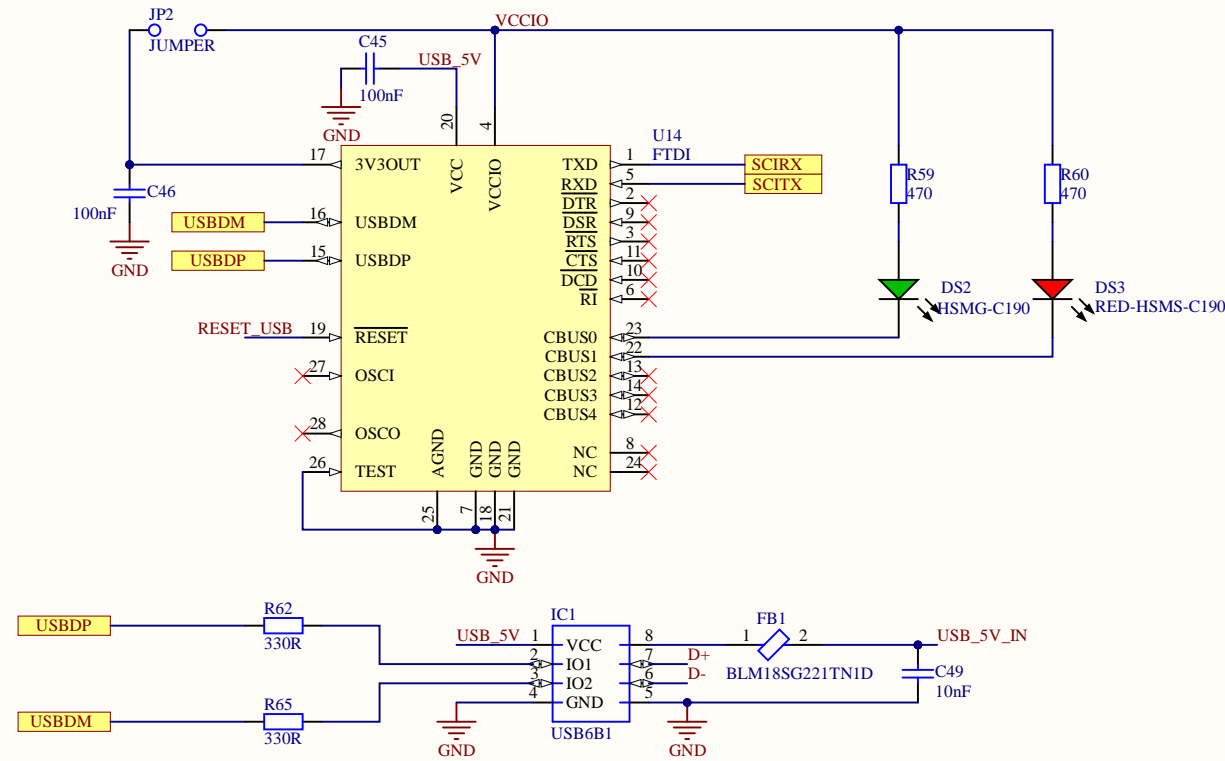 JP2
JUMPER
VCCIO
C45
USB_5V
100nF
GND
20
4
U14
FTDI
17
3V3OUT
VCC
VCCIO
TXD
1
SCIRX
RXD
5
SCITX
DTR
2
DSR
9
RTS
3
CTS
11
DCD
10
RI
6
C46
100nF
GND
USBDM
16
USBDM
USBDP
15
USBDP
R59
470
R60
470
DS2
HSMG-C190
DS3
RED-HSMS-C190
RESET_USB
19
RESET
CBUS0
23
CBUS1
22
27
OSCI
CBUS2
13
CBUS3
14
CBUS4
12
28
OSCO
26
TEST
AGND
GND
GND
GND
NC
8
NC
24
25
7
18
21
GND
USBDP
R62
330R
IC1
USB_5V
1
VCC
8
2
IO1
7
D+
3
IO2
6
D-
4
GND
5
USB6B1
GND
GND
FB1
1
2
BLM18SG221TN1D
USB_5V_IN
C49
10nF
USBDM
R65
330R